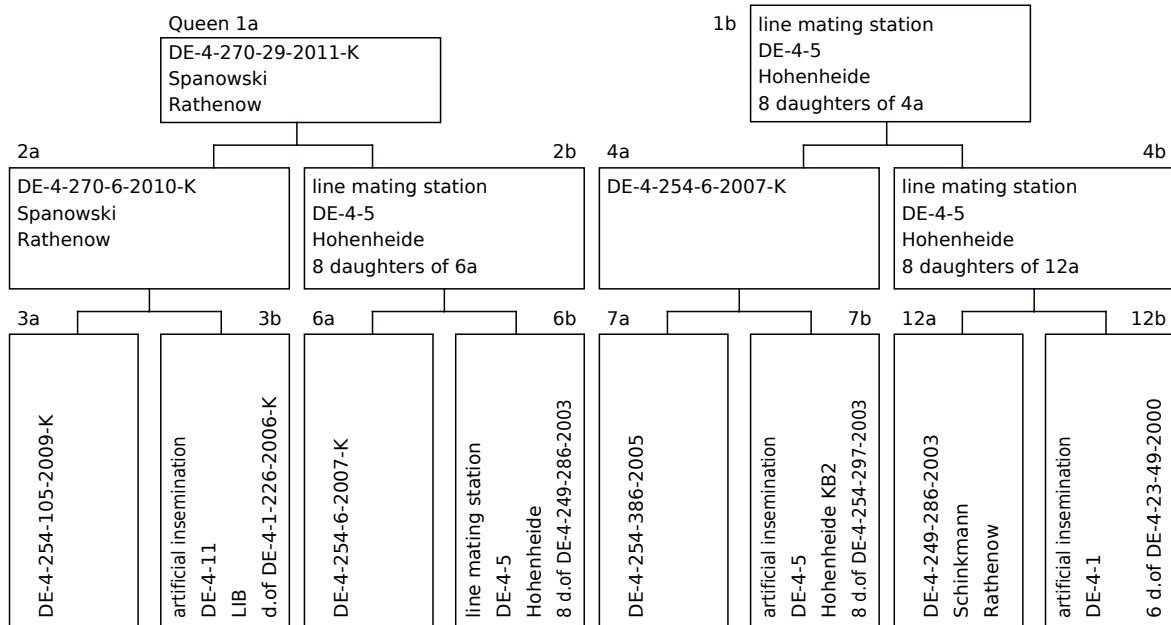 Queen 1a
DE-4-270-29-2011-K
Spanowski
Rathenow
1b
line mating station
DE-4-5
Hohenheide
8 daughters of 4a
2a
DE-4-270-6-2010-K
Spanowski
Rathenow
2b
line mating station
DE-4-5
Hohenheide
8 daughters of 6a
4a
DE-4-254-6-2007-K
4b
line mating station
DE-4-5
Hohenheide
8 daughters of 12a
3a
DE-4-254-105-2009-K
3b
artificial insemination
DE-4-11
LIB
d.of DE-4-1-226-2006-K
6a
DE-4-254-6-2007-K
6b
line mating station
DE-4-5
Hohenheide
8 d.of DE-4-249-286-2003
7a
DE-4-254-386-2005
7b
artificial insemination
DE-4-5
Hohenheide KB2
8 d.of DE-4-254-297-2003
12a
DE-4-249-286-2003
Schinkmann
Rathenow
12b
artificial insemination
DE-4-1
6 d.of DE-4-23-49-2000